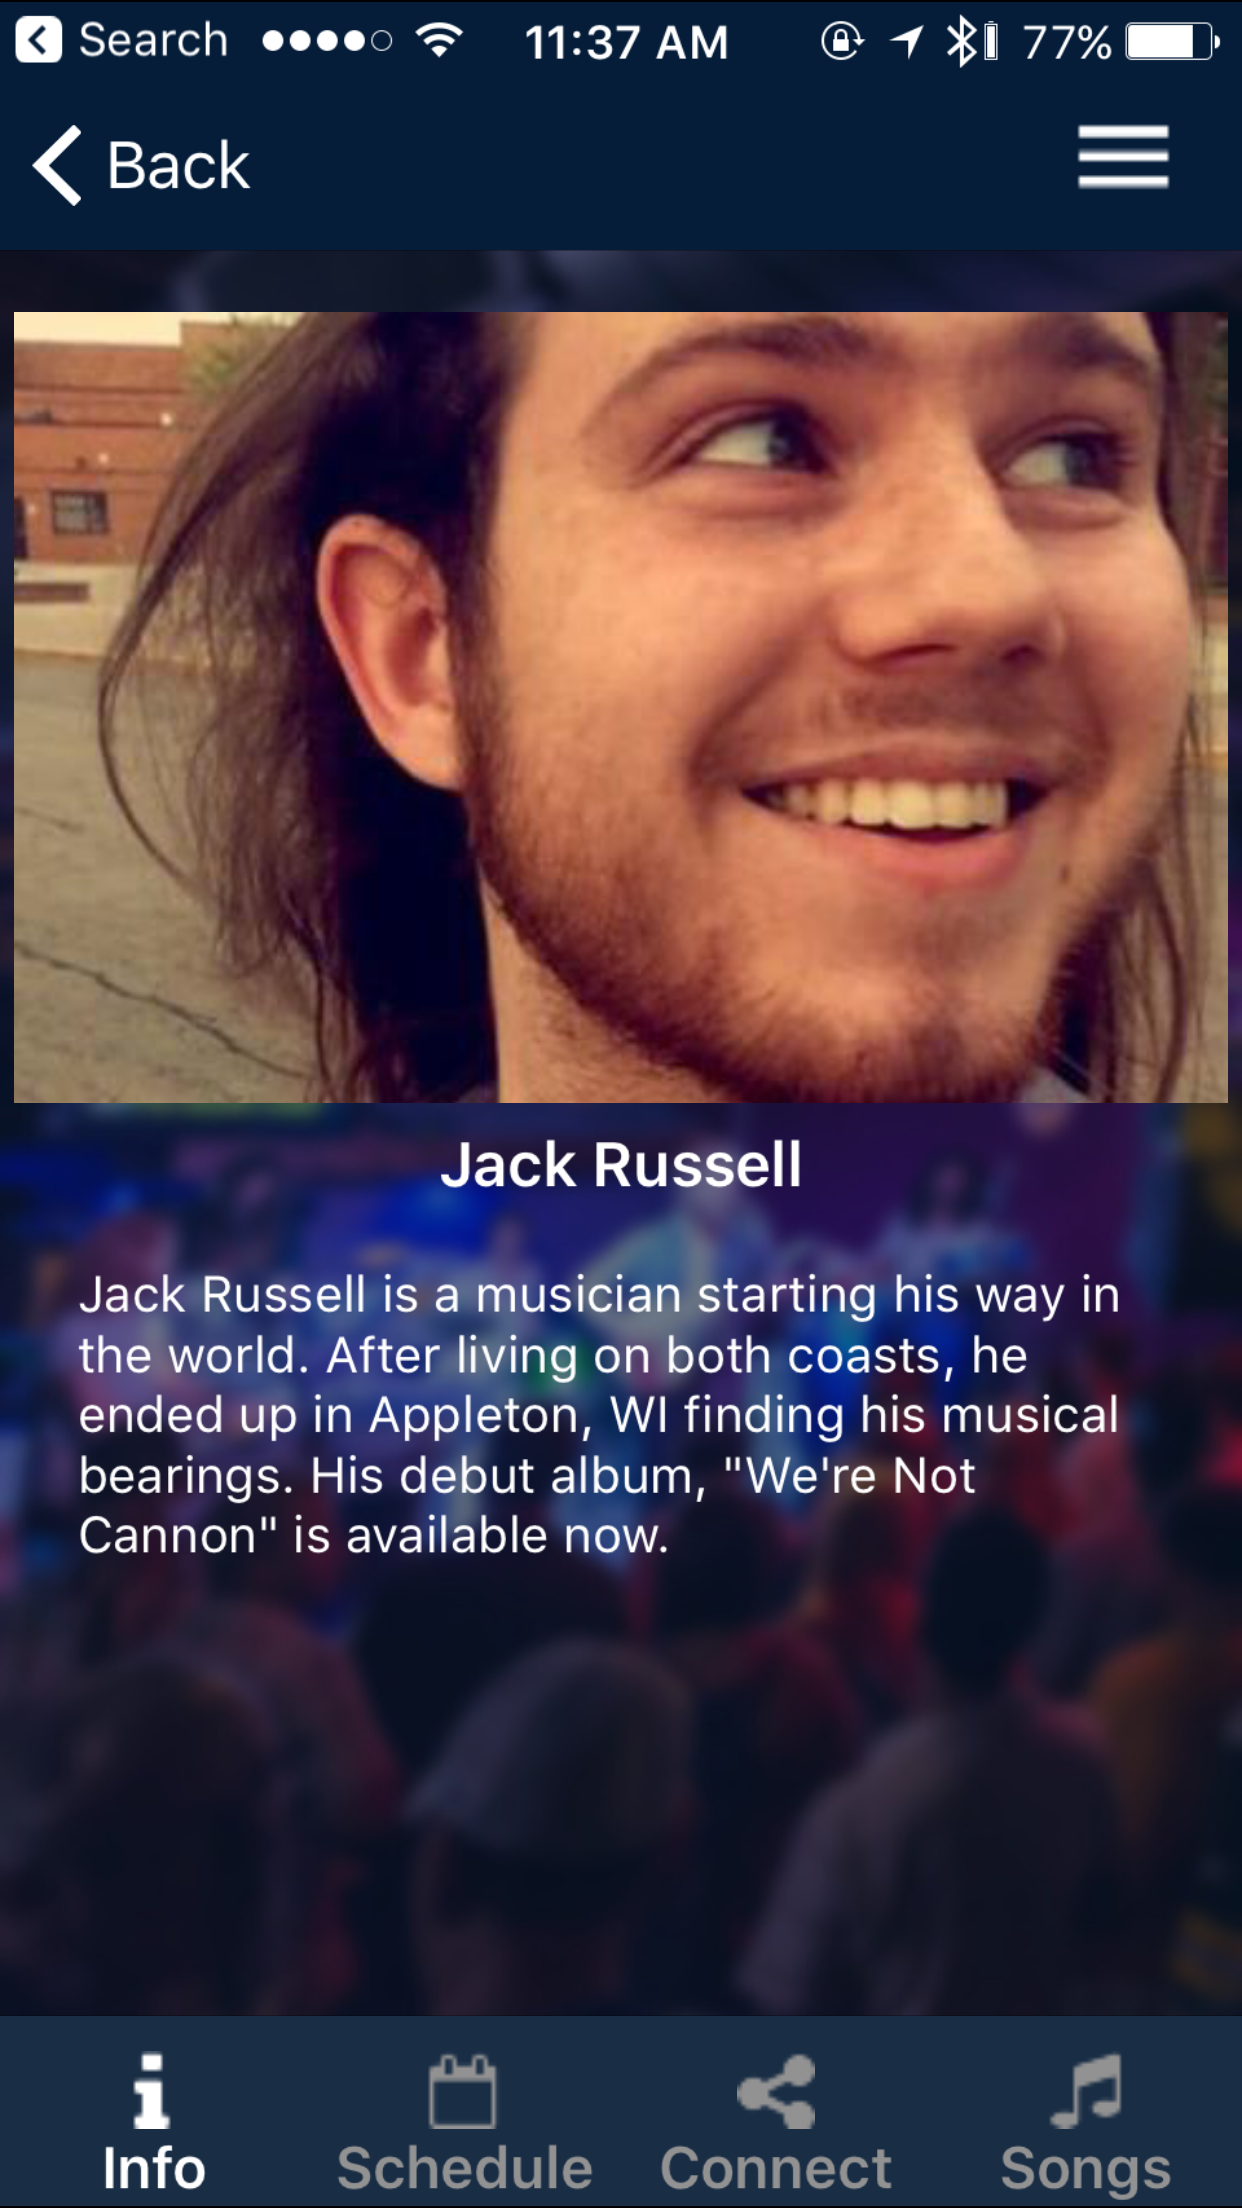 Search 11:37 AM 77%
Back
Jack Russell
Jack Russell is a musician starting his way in
the world. After living on both coasts, he
ended up in Appleton, WI finding his musical
bearings. His debut album, "We're Not
Cannon" is available now.
Info Schedule Connect Songs